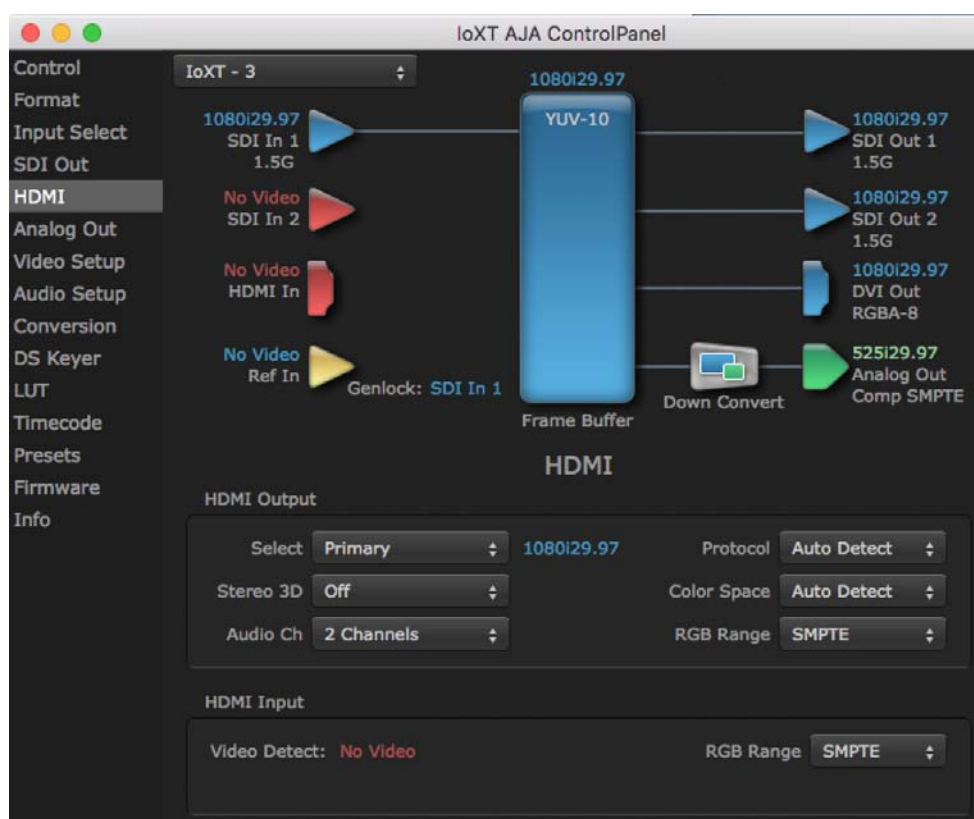 IoXT AJA ControlPanel
Control
Format
Input Select
SDI Out
HDMI
Analog Out
Video Setup
Audio Setup
Conversion
DS Keyer
LUT
Timecode
Presets
Firmware
Info
IoXT - 3
1080i29.97
SDI In 1
1.5G
No Video
SDI In 2
No Video
HDMI In
No Video
Ref In
Genlock: SDI In 1
1080i29.97
YUV-10
Frame Buffer
Down Convert
1080i29.97
SDI Out 1
1.5G
1080i29.97
SDI Out 2
1.5G
1080i29.97
DVI Out
RGBA-8
525i29.97
Analog Out
Comp SMPTE
HDMI
HDMI Output
Select Primary 1080i29.97 Protocol Auto Detect
Stereo 3D Off Color Space Auto Detect
Audio Ch 2 Channels RGB Range SMPTE
HDMI Input
Video Detect: No Video RGB Range SMPTE